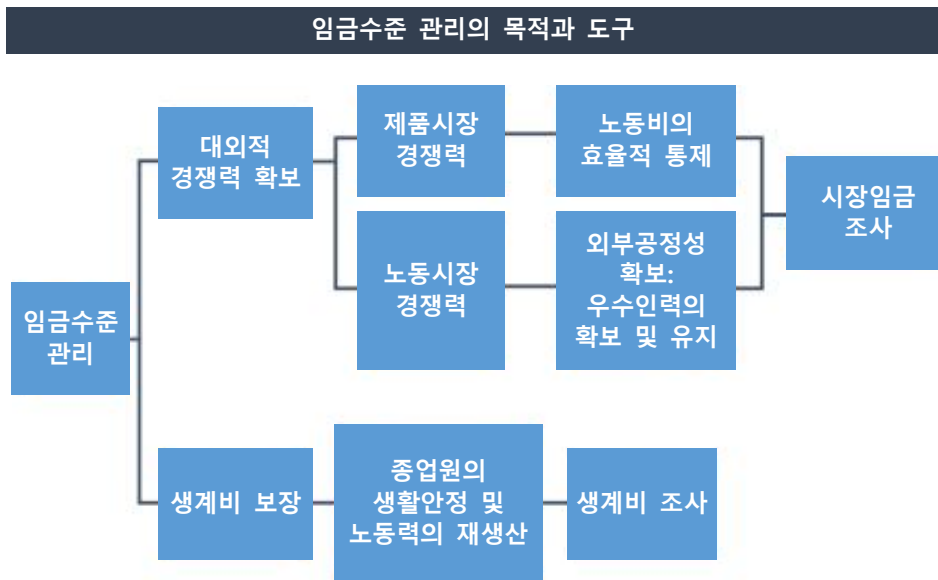 임금수준 관리의 목적과 도구
대외적
경쟁력 확보
제품시장
경쟁력
노동비의
효율적 통제
시장임금
조사
노동시장
경쟁력
외부공정성
확보:
우수인력의
확보 및 유지
임금수준
관리
생계비 보장
종업원의
생활안정 및
노동력의 재생산
생계비 조사